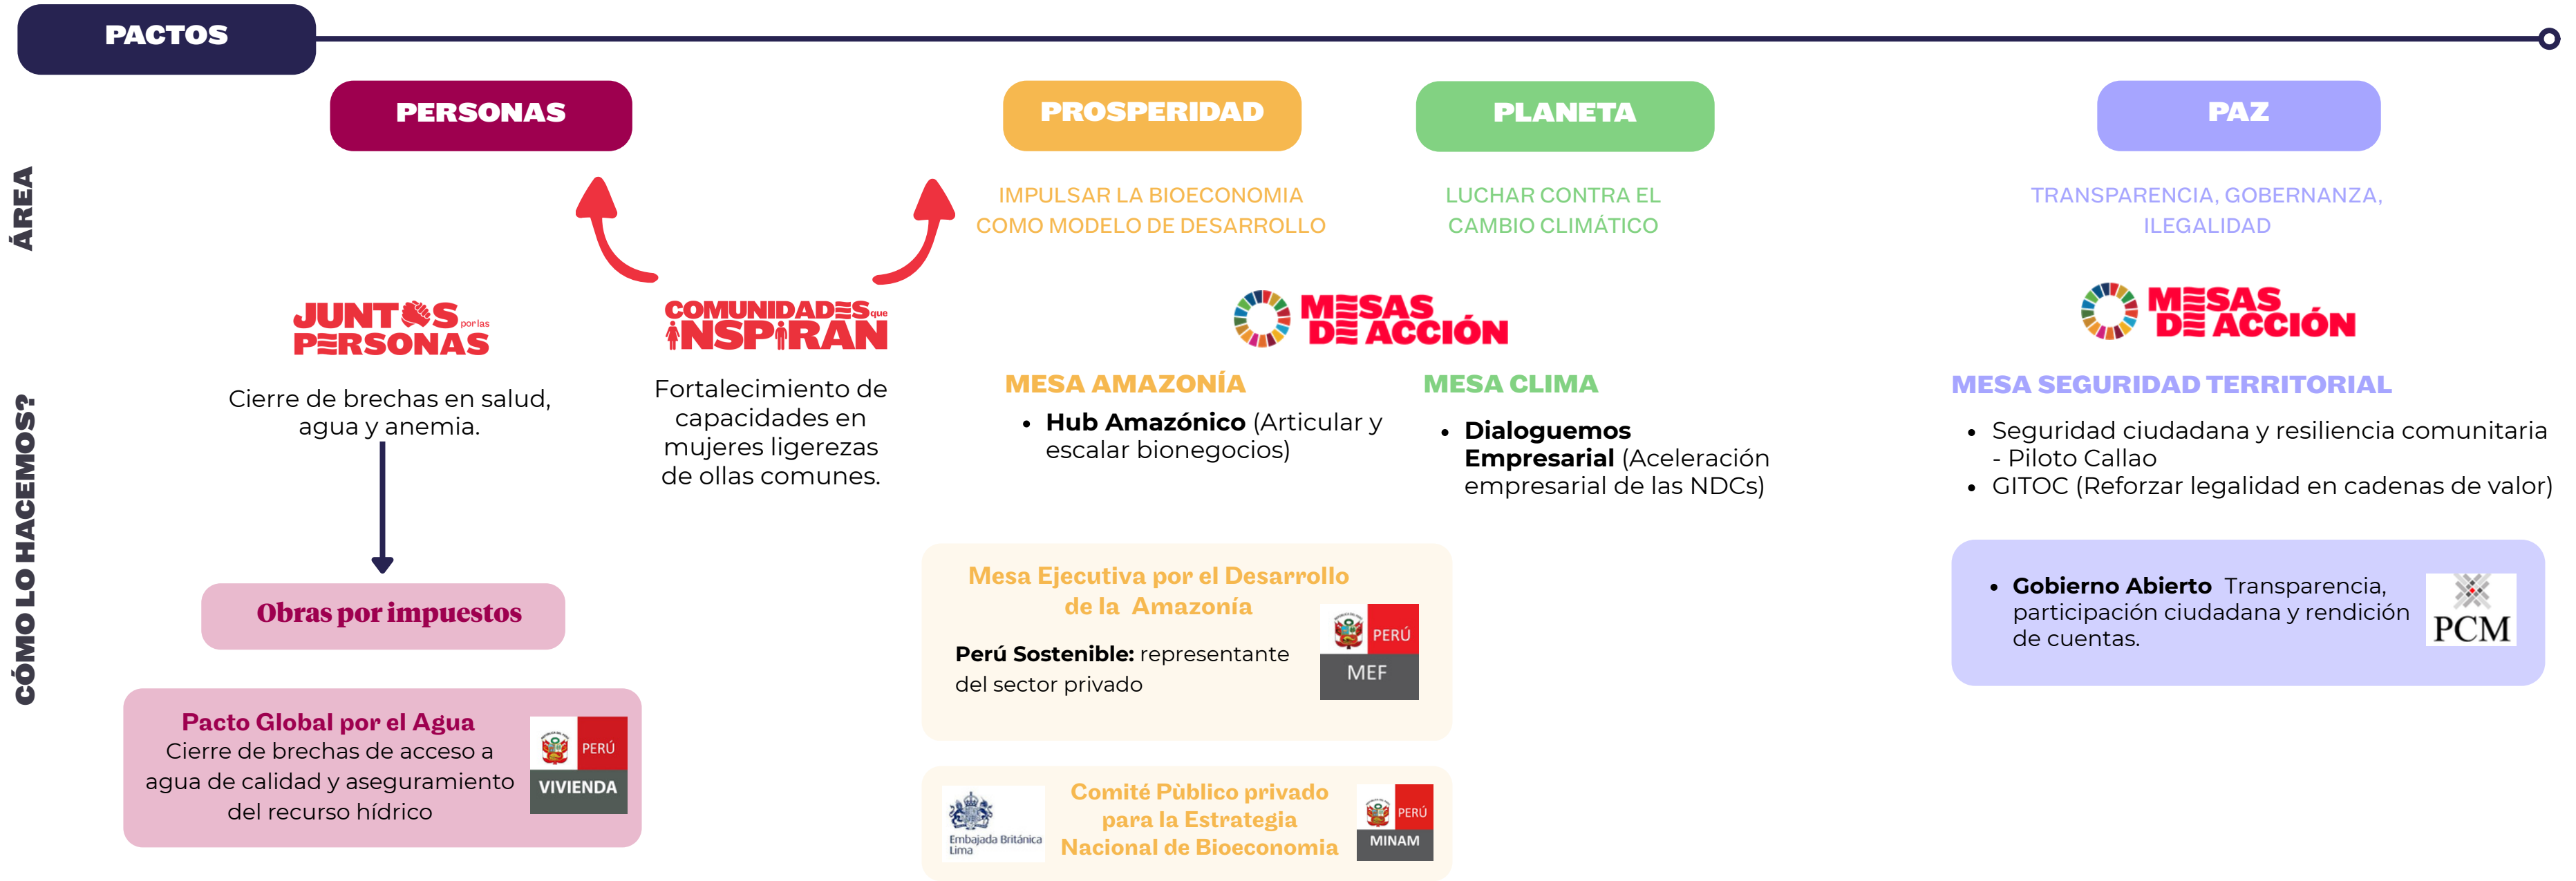 PACTOS
PERSONAS
PROSPERIDAD
PLANETA
PAZ
ÁREA
IMPULSAR LA BIOECONOMIA
COMO MODELO DE DESARROLLO
LUCHAR CONTRA EL
CAMBIO CLIMÁTICO
TRANSPARENCIA, GOBERNANZA,
ILEGALIDAD
CÓMO LO HACEMOS?
JUNTOS por las
PERSONAS
Cierre de brechas en salud,
agua y anemia.
Obras por impuestos
Pacto Global por el Agua
Cierre de brechas de acceso a
agua de calidad y aseguramiento
del recurso hídrico
PERÚ
VIVIENDA
COMUNIDADES que
INSPIRAN
Fortalecimiento de
capacidades en
mujeres ligerezas
de ollas comunes.
MESAS
DE ACCIÓN
MESA AMAZONÍA
• Hub Amazónico (Articular y
escalar bionegocios)
MESA CLIMA
• Dialoguemos
Empresarial (Aceleración
empresarial de las NDCs)
Mesa Ejecutiva por el Desarrollo
de la Amazonía
Perú Sostenible: representante
del sector privado
PERÚ
MEF
Embajada Británica
Lima
Comité Pùblico privado
para la Estrategia
Nacional de Bioeconomia
PERÚ
MINAM
MESAS
DE ACCIÓN
MESA SEGURIDAD TERRITORIAL
• Seguridad ciudadana y resiliencia comunitaria
- Piloto Callao
• GITOC (Reforzar legalidad en cadenas de valor)
• Gobierno Abierto Transparencia,
participación ciudadana y rendición
de cuentas.
PCM